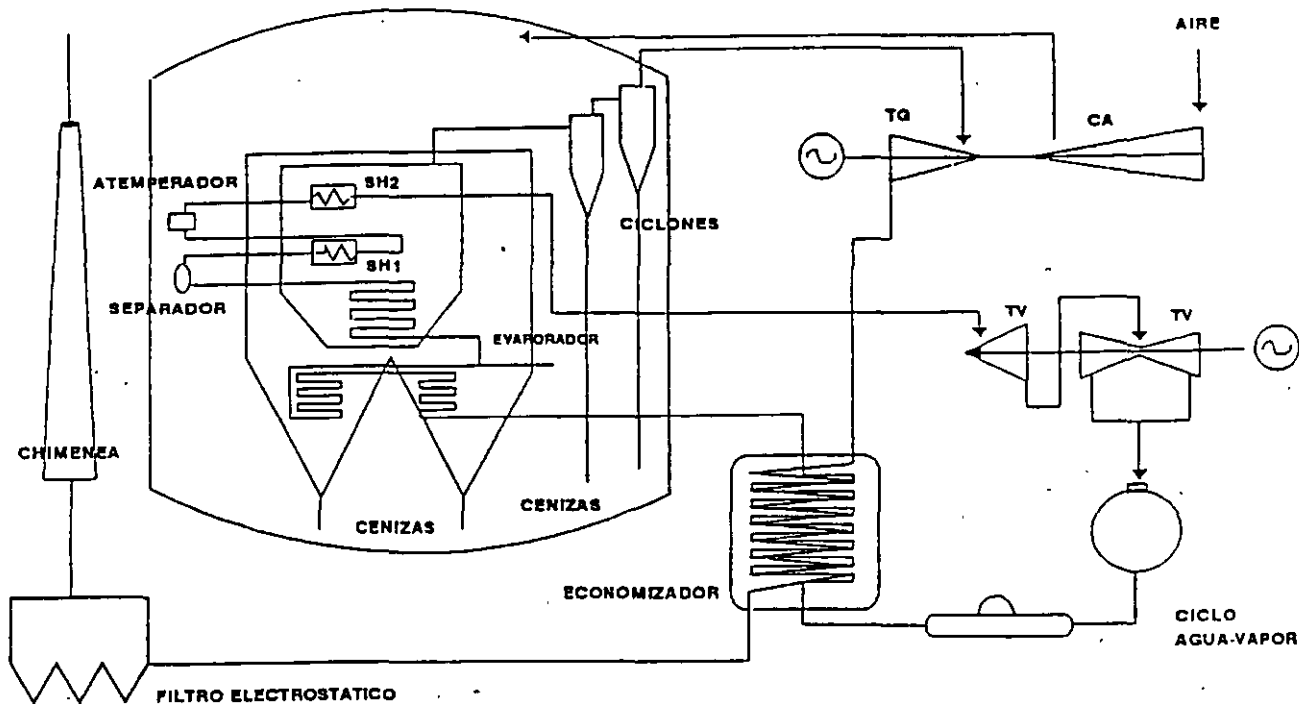 AIRE
TG
CA
ATEMPERADOR
SH2
CICLONES
SH1
SEPARADOR
TV
TV
EVAPORADOR
CHIMENEA
CENIZAS
CENIZAS
ECONOMIZADOR
CICLO
AGUA-VAPOR
FILTRO ELECTROSTATICO